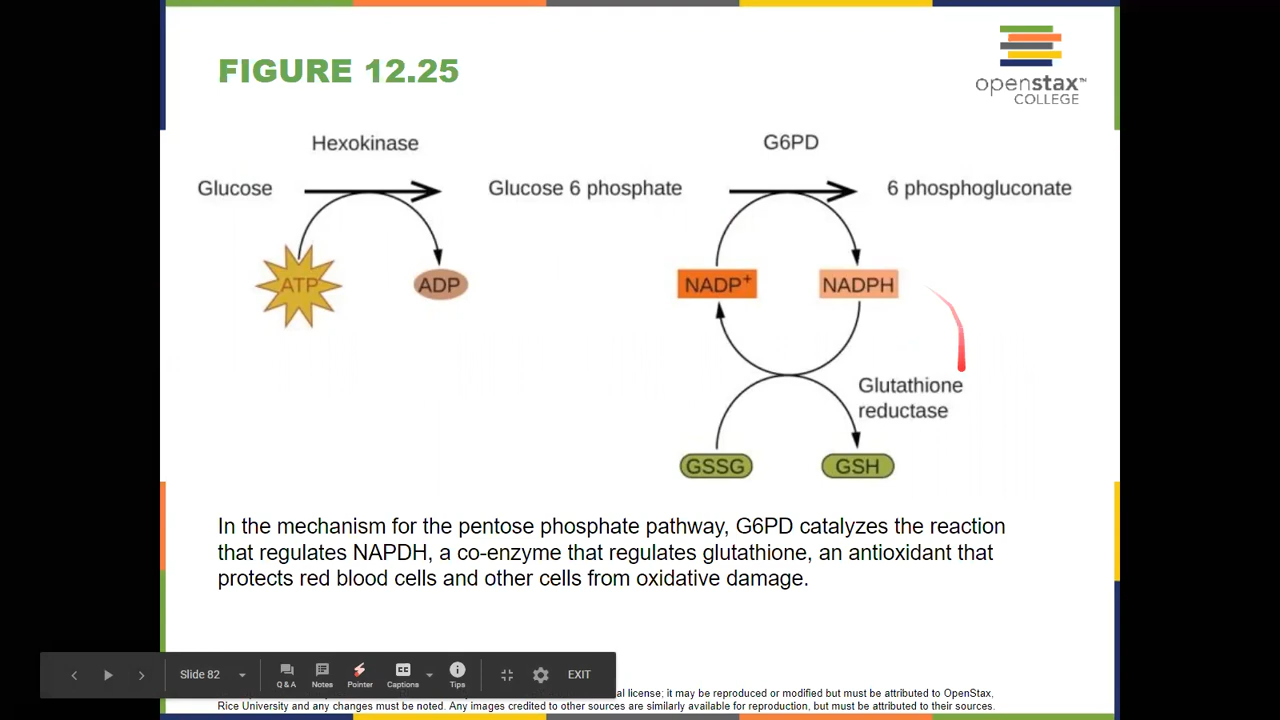 FIGURE 12.25
openstax™
COLLEGE
Hexokinase
G6PD
Glucose
Glucose 6 phosphate
6 phosphogluconate
ATP
ADP
NADP+
NADPH
Glutathione
reductase
GSSG
GSH
In the mechanism for the pentose phosphate pathway, G6PD catalyzes the reaction
that regulates NAPDH, a co-enzyme that regulates glutathione, an antioxidant that
protects red blood cells and other cells from oxidative damage.
Slide 82
Q & A
Notes
Pointer
Captions
Tips
EXIT
license; it may be reproduced or modified but must be attributed to OpenStax,
Rice University and any changes must be noted. Any images credited to other sources are similarly available for reproduction, but must be attributed to their sources.